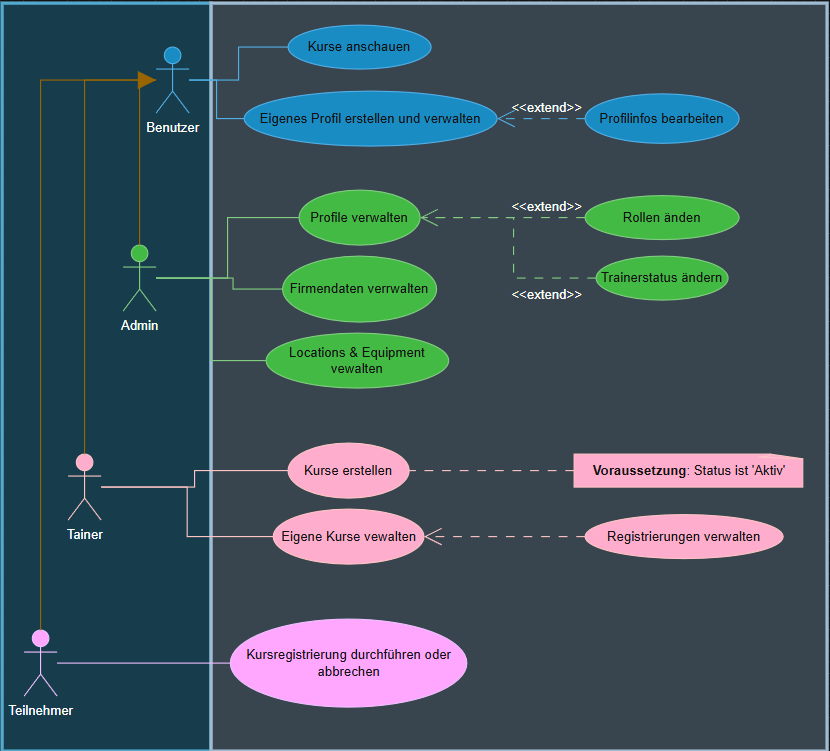 Kurse anschauen
Benutzer
Eigenes Profil erstellen und verwalten
<<extend>>
Profilinfos bearbeiten
Profile verwalten
<<extend>>
Rollen änden
Admin
Firmendaten verrwalten
Trainerstatus ändern
<<extend>>
Locations & Equipment
vewalten
Tainer
Kurse erstellen
Voraussetzung: Status ist 'Aktiv'
Eigene Kurse vewalten
Registrierungen verwalten
Teilnehmer
Kursregistrierung durchführen oder
abbrechen